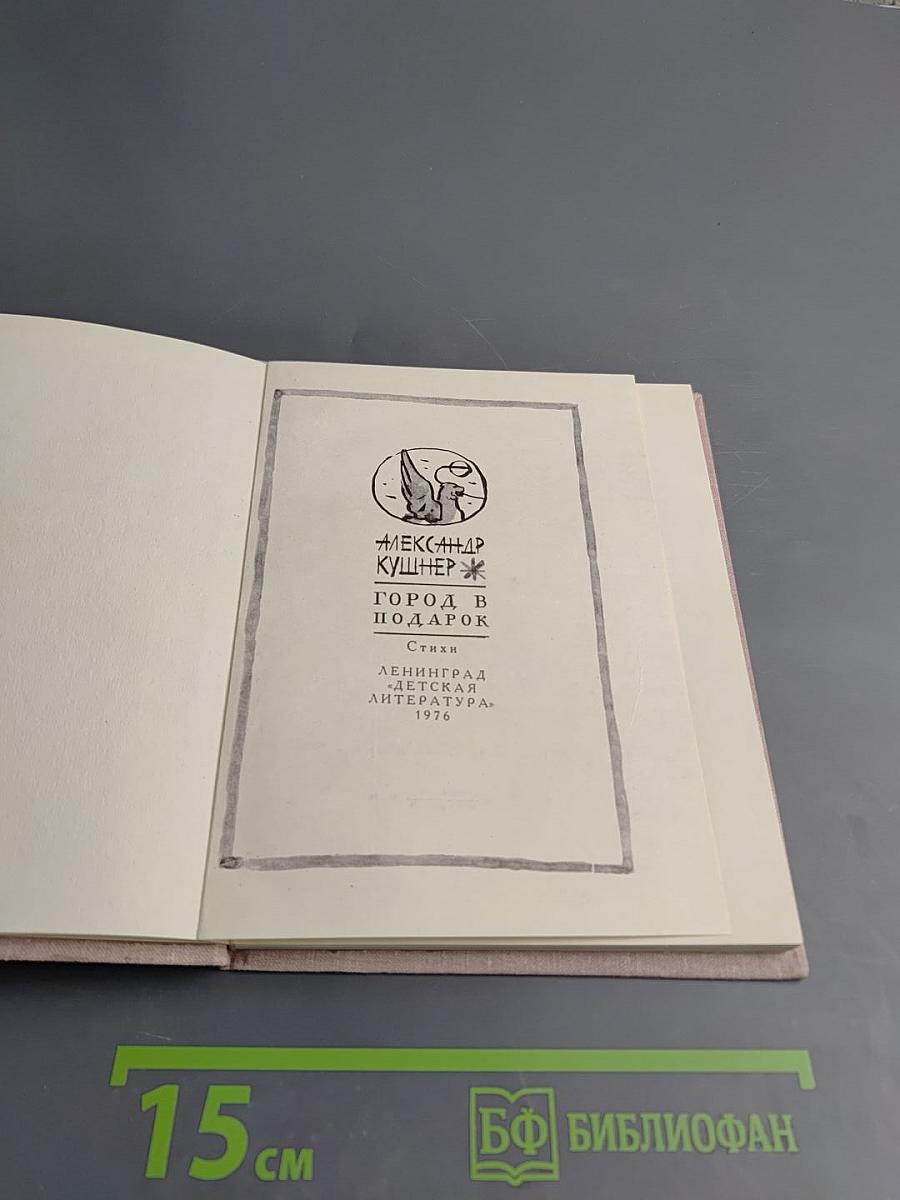 АЛЕКСАНДР
КУШНЕР
ГОРОД В
ПОДАРОК
Стихи
ЛЕНИНГРАД
«ДЕТСКАЯ
ЛИТЕРАТУРА»
1976
15 см
БФ БИБЛИОФАН